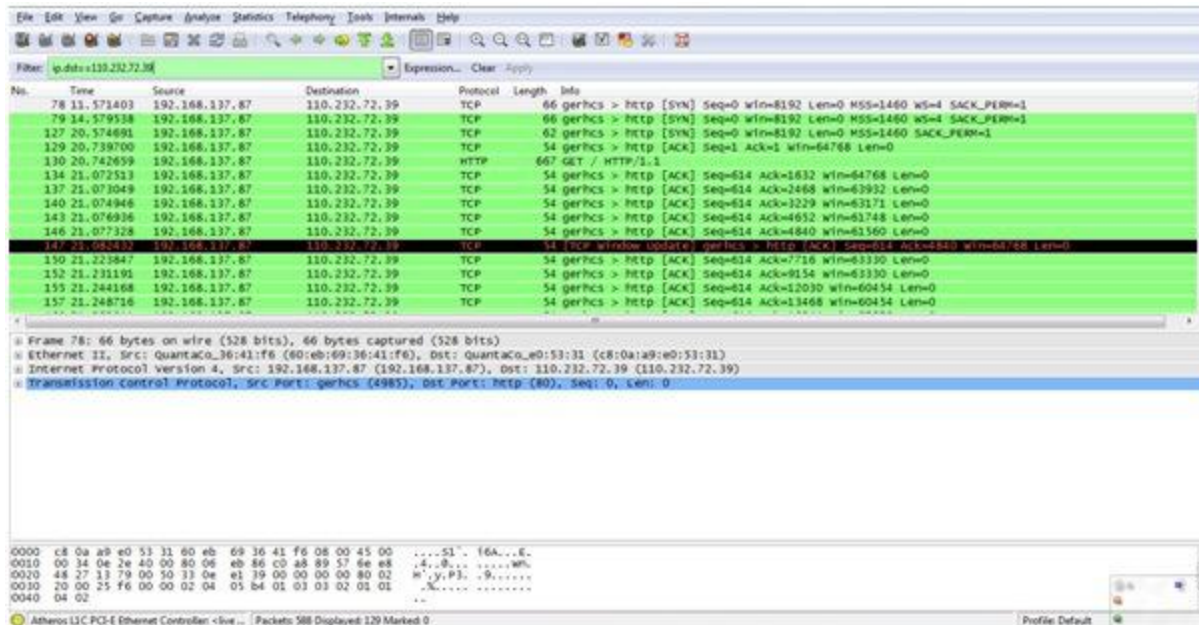 File Edit View Go Capture Analyze Statistics Telephony Tools Internals Help
Filter: ip.dst==110.232.72.39 Expression... Clear Apply
No. Time Source Destination Protocol Length Info
78 11.571403 192.168.137.87 110.232.72.39 TCP 66 gerhcs > http [SYN] Seq=0 Win=8192 Len=0 MSS=1460 WS=4 SACK_PERM=1
79 14.579538 192.168.137.87 110.232.72.39 TCP 66 gerhcs > http [SYN] Seq=0 Win=8192 Len=0 MSS=1460 WS=4 SACK_PERM=1
127 20.574691 192.168.137.87 110.232.72.39 TCP 62 gerhcs > http [SYN] Seq=0 Win=8192 Len=0 MSS=1460 SACK_PERM=1
129 20.739700 192.168.137.87 110.232.72.39 TCP 54 gerhcs > http [ACK] Seq=1 Ack=1 Win=64768 Len=0
130 20.742659 192.168.137.87 110.232.72.39 HTTP 667 GET / HTTP/1.1
134 21.072513 192.168.137.87 110.232.72.39 TCP 54 gerhcs > http [ACK] Seq=614 Ack=1632 Win=64768 Len=0
137 21.073049 192.168.137.87 110.232.72.39 TCP 54 gerhcs > http [ACK] Seq=614 Ack=2468 Win=63932 Len=0
140 21.074946 192.168.137.87 110.232.72.39 TCP 54 gerhcs > http [ACK] Seq=614 Ack=3229 Win=63171 Len=0
143 21.076936 192.168.137.87 110.232.72.39 TCP 54 gerhcs > http [ACK] Seq=614 Ack=4652 Win=61748 Len=0
146 21.077328 192.168.137.87 110.232.72.39 TCP 54 gerhcs > http [ACK] Seq=614 Ack=4840 Win=61560 Len=0
147 21.082432 192.168.137.87 110.232.72.39 TCP 54 [TCP Window Update] gerhcs > http [ACK] Seq=614 Ack=4840 Win=64768 Len=0
150 21.223847 192.168.137.87 110.232.72.39 TCP 54 gerhcs > http [ACK] Seq=614 Ack=7716 Win=63330 Len=0
152 21.231191 192.168.137.87 110.232.72.39 TCP 54 gerhcs > http [ACK] Seq=614 Ack=9154 Win=63330 Len=0
155 21.244168 192.168.137.87 110.232.72.39 TCP 54 gerhcs > http [ACK] Seq=614 Ack=12030 Win=60454 Len=0
157 21.248716 192.168.137.87 110.232.72.39 TCP 54 gerhcs > http [ACK] Seq=614 Ack=13468 Win=60454 Len=0
Frame 78: 66 bytes on wire (528 bits), 66 bytes captured (528 bits)
Ethernet II, Src: QuantaCo_36:41:f6 (60:eb:69:36:41:f6), Dst: QuantaCo_e0:53:31 (c8:0a:a9:e0:53:31)
Internet Protocol Version 4, Src: 192.168.137.87 (192.168.137.87), Dst: 110.232.72.39 (110.232.72.39)
Transmission Control Protocol, Src Port: gerhcs (4985), Dst Port: http (80), Seq: 0, Len: 0
0000 c8 0a a9 e0 53 31 60 eb 69 36 41 f6 08 00 45 00 ....S1`. i6A...E.
0010 00 34 0e 2e 40 00 80 06 eb 86 c0 a8 89 57 6e e8 .4..@... .....Wn.
0020 48 27 13 79 00 50 33 0e e1 39 00 00 00 00 80 02 H'.y.P3. .9......
0030 20 00 25 f6 00 00 02 04 05 b4 01 03 03 02 01 01 .%..... ........
0040 04 02 ..
Atheros L1C PCI-E Ethernet Controller: <live ... Packets: 588 Displayed: 129 Marked: 0 Profile: Default